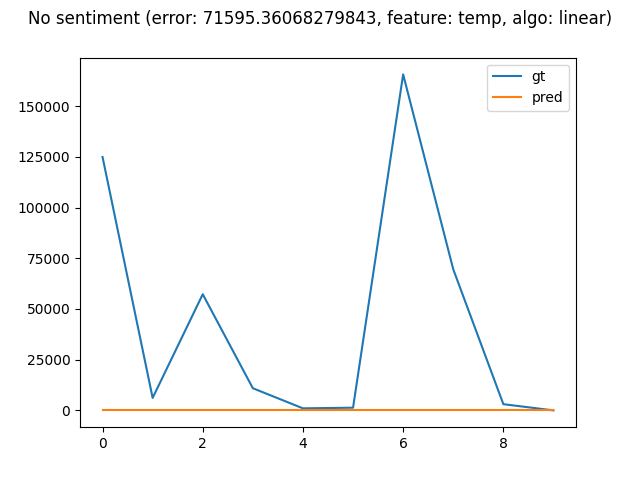 No sentiment (error: 71595.36068279843, feature: temp, algo: linear)
gt
pred
150000
125000
100000
75000
50000
25000
0
0 2 4 6 8